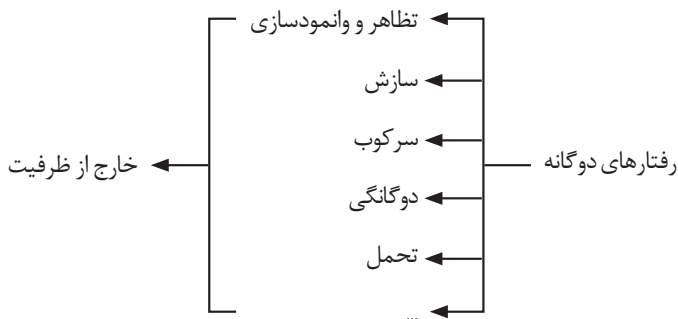 رفتارهای دوگانه
تظاهر و وانمودسازی
سازش
سرکوب
دوگانگی
تحمل
...
خارج از ظرفیت